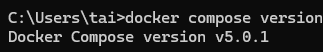 C:\Users\tai>docker compose version
Docker Compose version v5.0.1